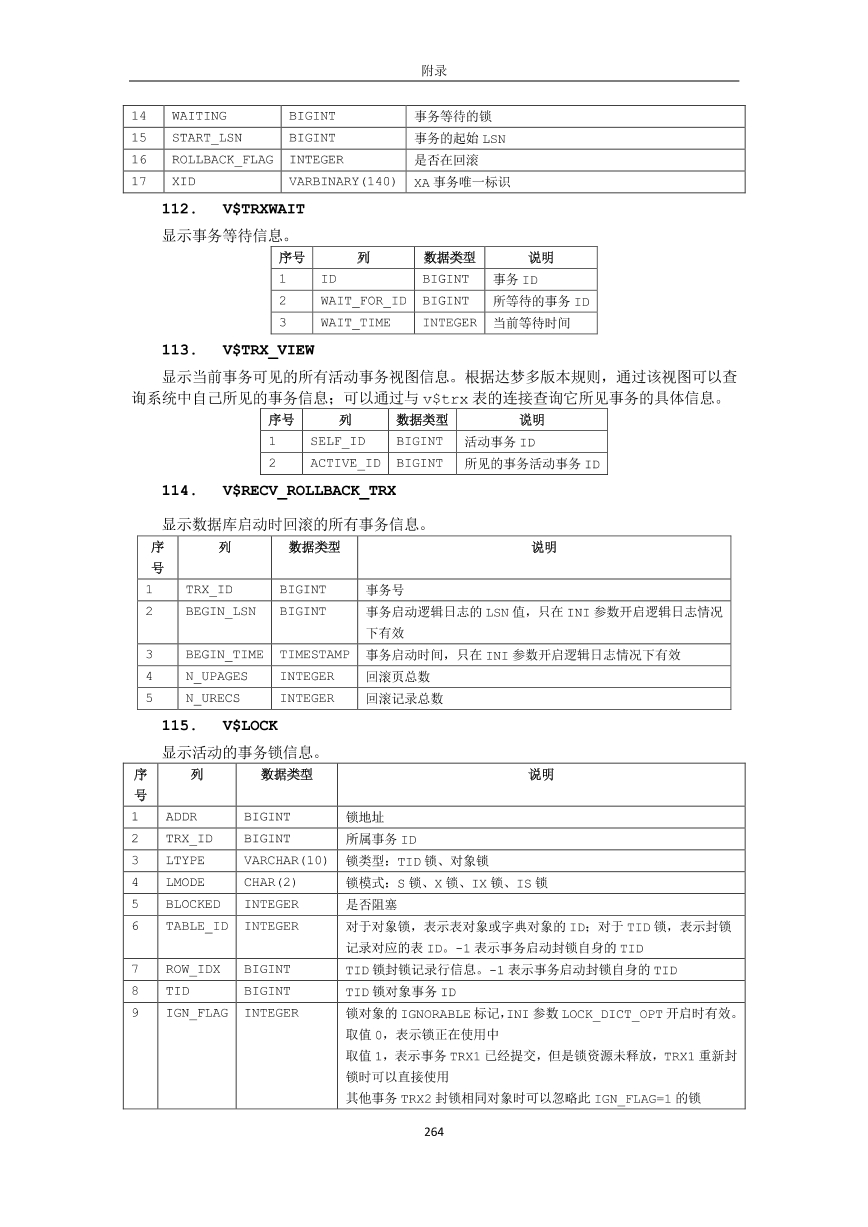 附录
14 WAITING BIGINT 事务等待的锁
15 START_LSN BIGINT 事务的起始 LSN
16 ROLLBACK_FLAG INTEGER 是否在回滚
17 XID VARBINARY(140) XA 事务唯一标识
112. V$TRXWAIT
显示事务等待信息。
序号 列 数据类型 说明
1 ID BIGINT 事务 ID
2 WAIT_FOR_ID BIGINT 所等待的事务 ID
3 WAIT_TIME INTEGER 当前等待时间
113. V$TRX_VIEW
显示当前事务可见的所有活动事务视图信息。根据达梦多版本规则，通过该视图可以查
询系统中自己所见的事务信息；可以通过与 v$trx 表的连接查询它所见事务的具体信息。
序号 列 数据类型 说明
1 SELF_ID BIGINT 活动事务 ID
2 ACTIVE_ID BIGINT 所见的事务活动事务 ID
114. V$RECV_ROLLBACK_TRX
显示数据库启动时回滚的所有事务信息。
序 列 数据类型 说明
号
1 TRX_ID BIGINT 事务号
2 BEGIN_LSN BIGINT 事务启动逻辑日志的 LSN 值，只在 INI 参数开启逻辑日志情况
下有效
3 BEGIN_TIME TIMESTAMP 事务启动时间，只在 INI 参数开启逻辑日志情况下有效
4 N_UPAGES INTEGER 回滚页总数
5 N_URECS INTEGER 回滚记录总数
115. V$LOCK
显示活动的事务锁信息。
序 列 数据类型 说明
号
1 ADDR BIGINT 锁地址
2 TRX_ID BIGINT 所属事务 ID
3 LTYPE VARCHAR(10) 锁类型：TID 锁、对象锁
4 LMODE CHAR(2) 锁模式：S 锁、X 锁、IX 锁、IS 锁
5 BLOCKED INTEGER 是否阻塞
6 TABLE_ID INTEGER 对于对象锁，表示表对象或字典对象的 ID；对于 TID 锁，表示封锁
记录对应的表 ID。-1 表示事务启动封锁自身的 TID
7 ROW_IDX BIGINT TID 锁封锁记录行信息。-1 表示事务启动封锁自身的 TID
8 TID BIGINT TID 锁对象事务 ID
9 IGN_FLAG INTEGER 锁对象的 IGNORABLE 标记，INI 参数 LOCK_DICT_OPT 开启时有效。
取值 0，表示锁正在使用中
取值 1，表示事务 TRX1 已经提交，但是锁资源未释放，TRX1 重新封
锁时可以直接使用
其他事务 TRX2 封锁相同对象时可以忽略此 IGN_FLAG=1 的锁
264